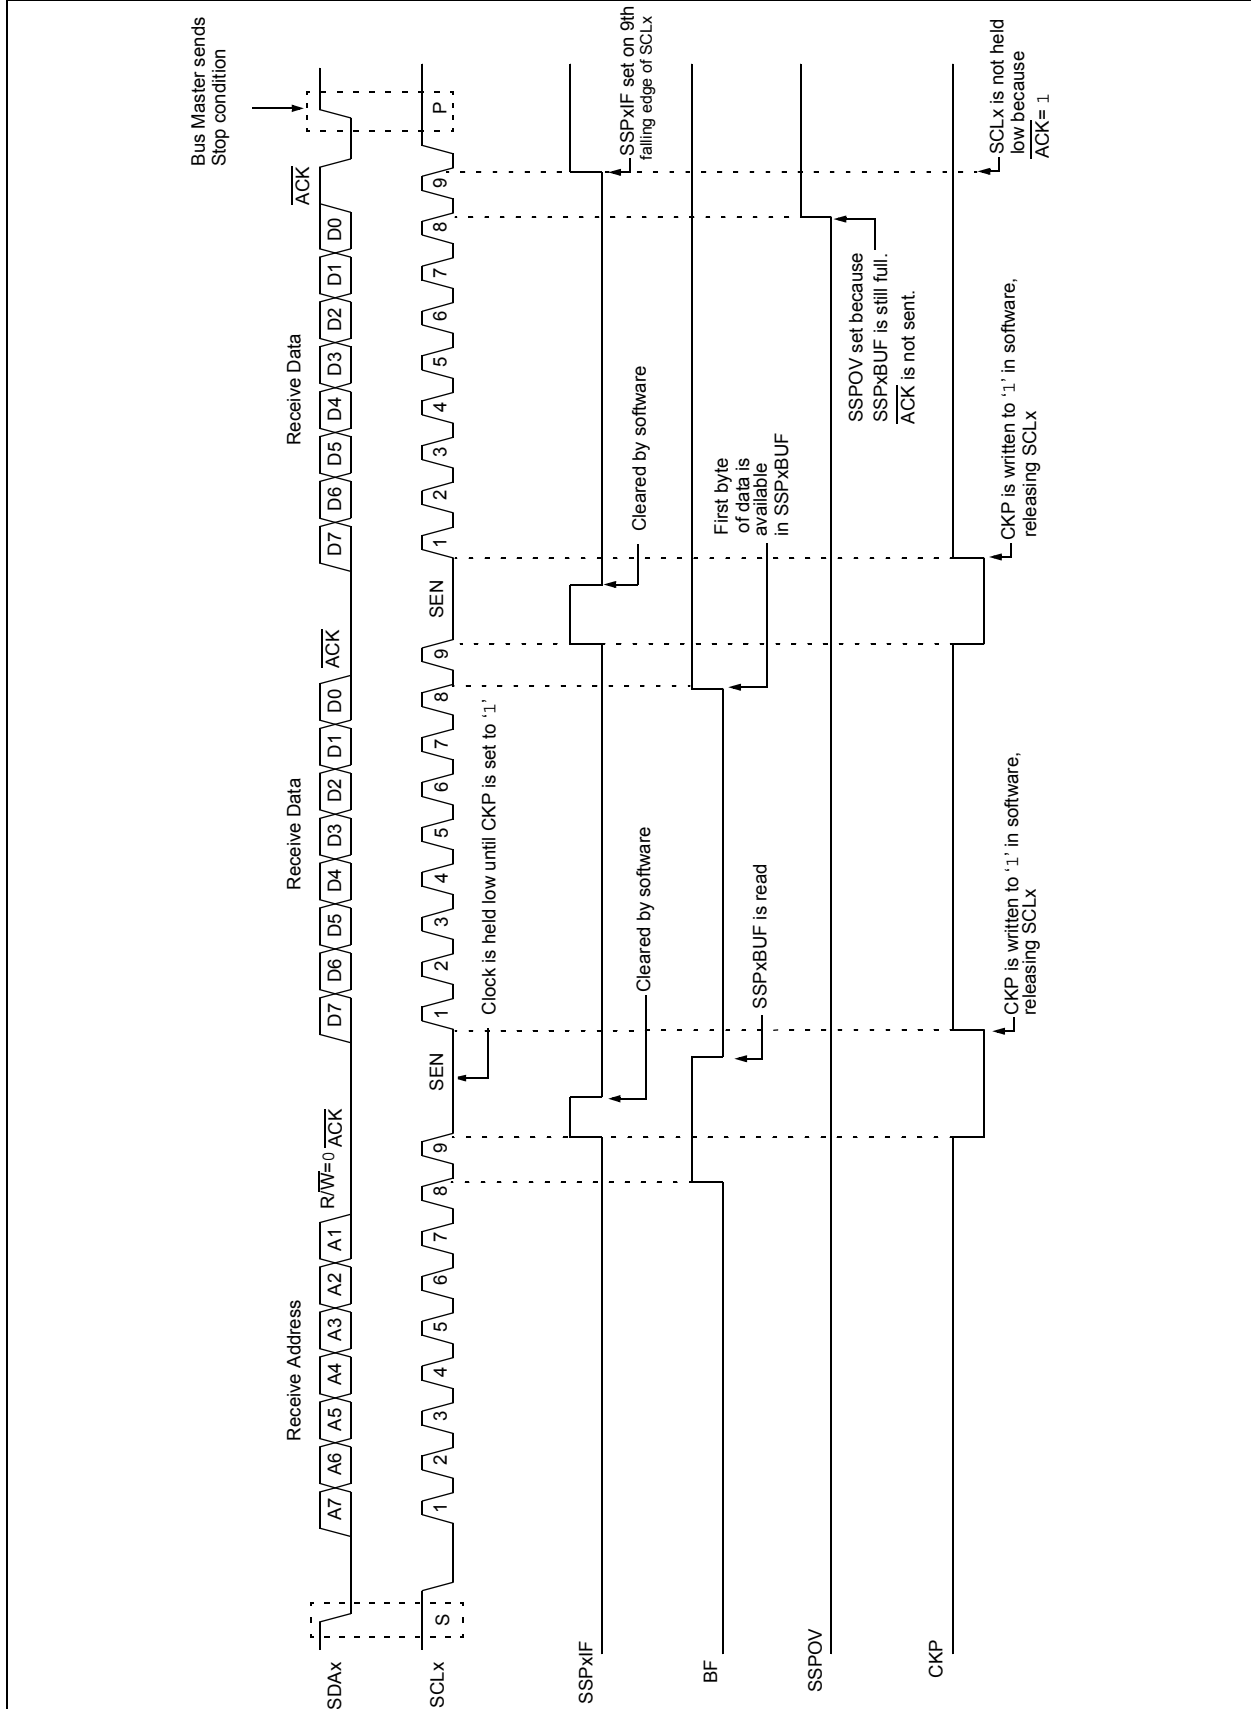 Bus Master sends
Stop condition
Receive Address
Receive Data
Receive Data
SDAx
A7 A6 A5 A4 A3 A2 A1 R/W=0 ACK D7 D6 D5 D4 D3 D2 D1 D0 ACK D7 D6 D5 D4 D3 D2 D1 D0 ACK
SCLx
S 1 2 3 4 5 6 7 8 9 SEN 1 2 3 4 5 6 7 8 9 SEN 1 2 3 4 5 6 7 8 9 P
Clock is held low until CKP is set to ‘1’
SSPxIF
Cleared by software
Cleared by software
SSPxIF set on 9th
falling edge of SCLx
BF
SSPxBUF is read
First byte
of data is
available
in SSPxBUF
SSPOV
SSPOV set because
SSPxBUF is still full.
ACK is not sent.
CKP
CKP is written to ‘1’ in software,
releasing SCLx
CKP is written to ‘1’ in software,
releasing SCLx
SCLx is not held
low because
ACK= 1